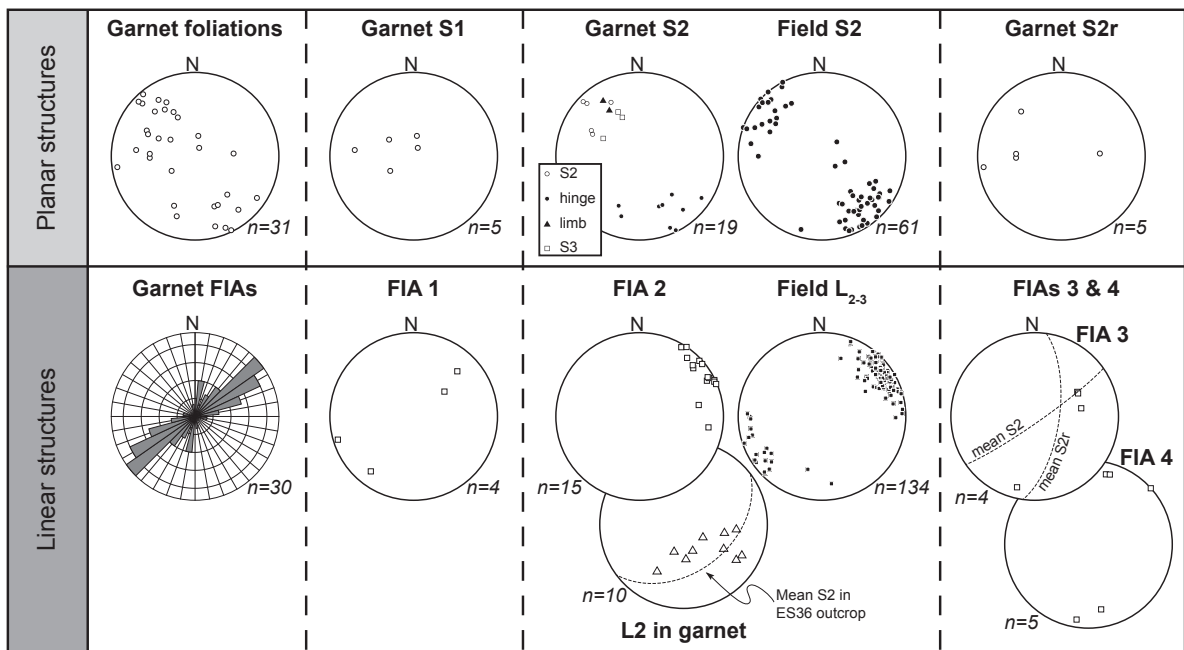 Planar structures
Garnet foliations
N
n=31
Garnet S1
N
n=5
Garnet S2
N
S2
hinge
limb
S3
n=19
Field S2
N
n=61
Garnet S2r
N
n=5
Linear structures
Garnet FIAs
N
n=30
FIA 1
N
n=4
FIA 2
N
n=15
Field L2-3
N
n=134
n=10
Mean S2 in
ES36 outcrop
L2 in garnet
FIAs 3 & 4
N
FIA 3
mean S2
mean S2r
n=4
FIA 4
n=5